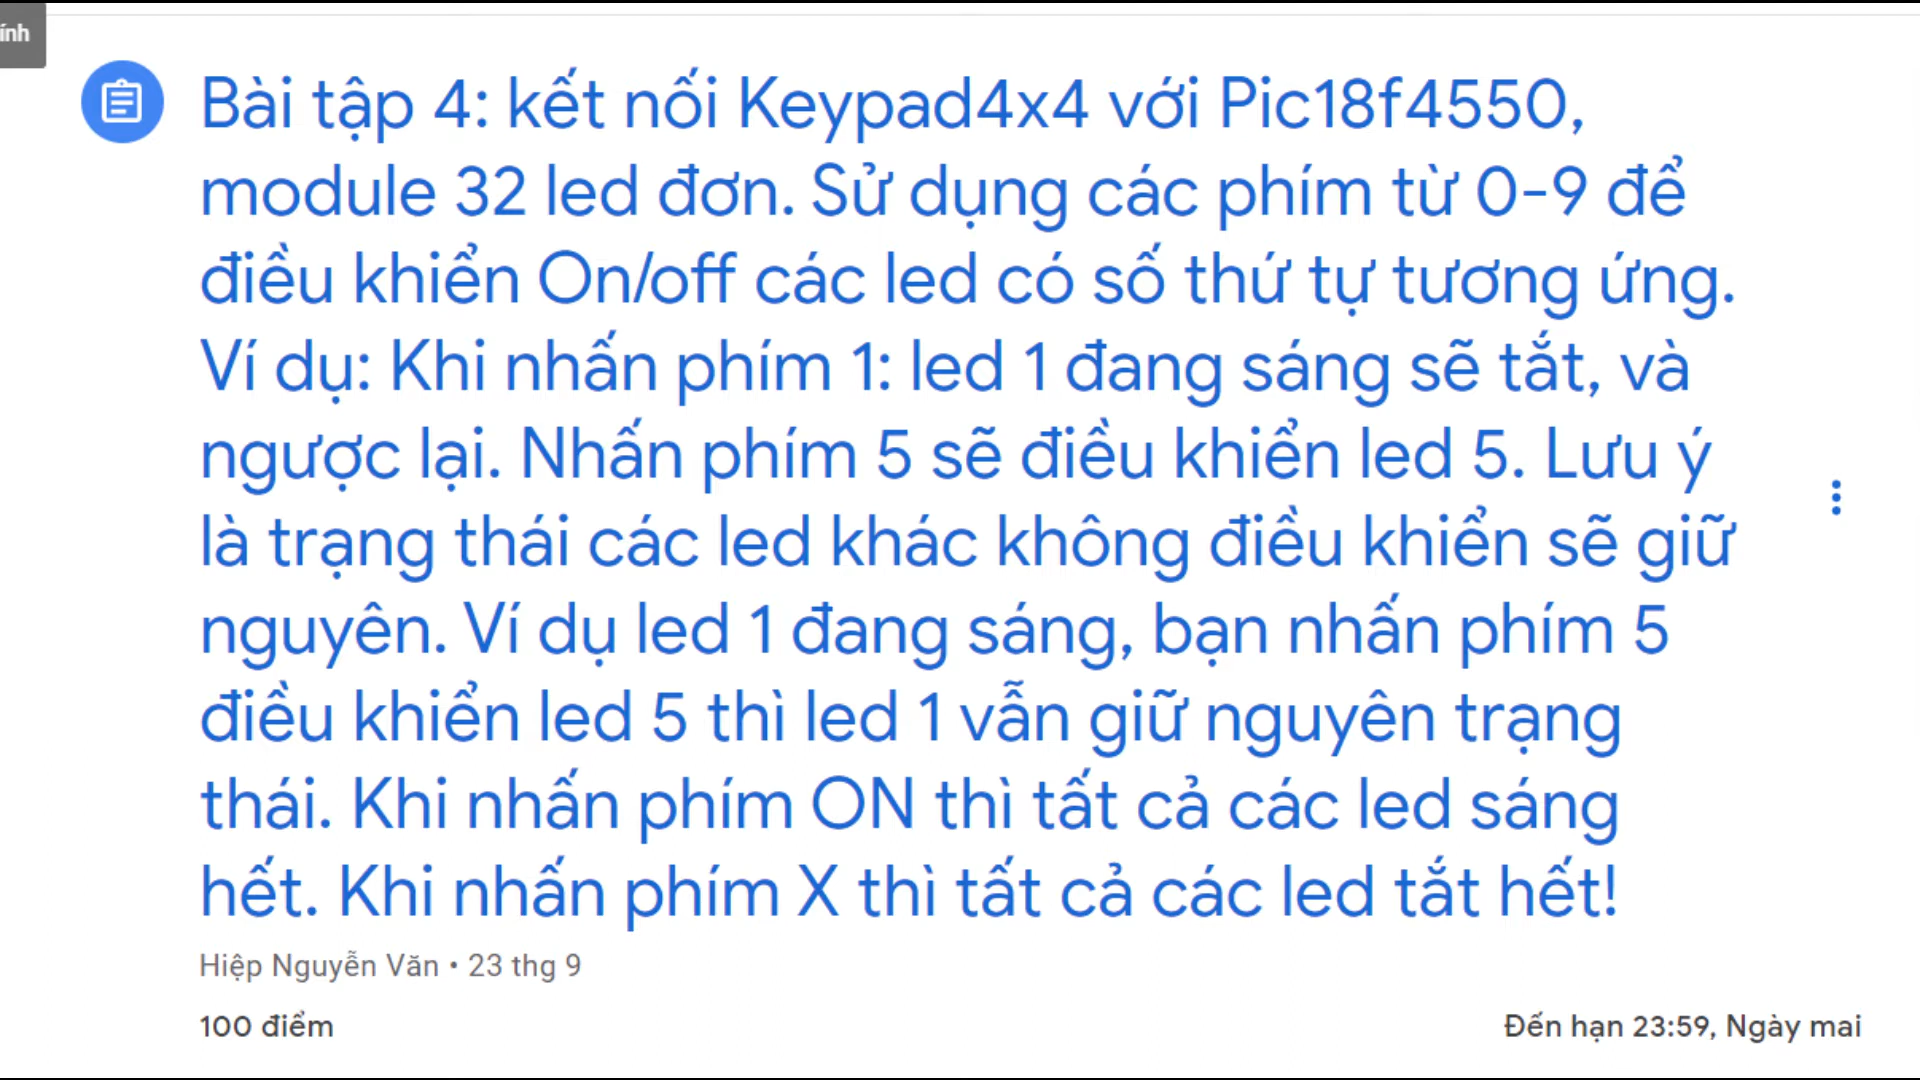 ính
Bài tập 4: kết nối Keypad4x4 với Pic18f4550,
module 32 led đơn. Sử dụng các phím từ 0-9 để
điều khiển On/off các led có số thứ tự tương ứng.
Ví dụ: Khi nhấn phím 1: led 1 đang sáng sẽ tắt, và
ngược lại. Nhấn phím 5 sẽ điều khiển led 5. Lưu ý
là trạng thái các led khác không điều khiển sẽ giữ
nguyên. Ví dụ led 1 đang sáng, bạn nhấn phím 5
điều khiển led 5 thì led 1 vẫn giữ nguyên trạng
thái. Khi nhấn phím ON thì tất cả các led sáng
hết. Khi nhấn phím X thì tất cả các led tắt hết!
Hiệp Nguyễn Văn • 23 thg 9
100 điểm
Đến hạn 23:59, Ngày mai